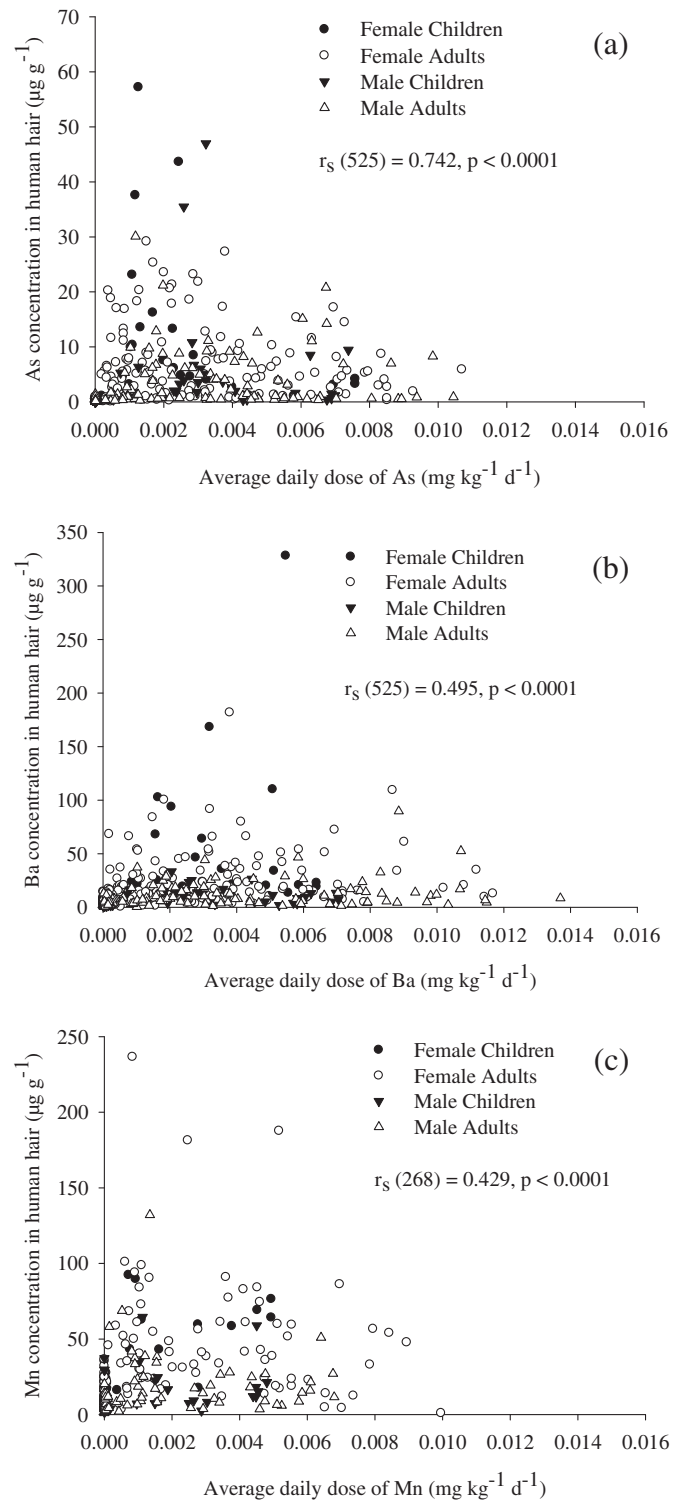 (a)
Female Children
Female Adults
Male Children
Male Adults
rS (525) = 0.742, p < 0.0001
As concentration in human hair (µg g-1)
70
60
50
40
30
20
10
0
0.000 0.002 0.004 0.006 0.008 0.010 0.012 0.014 0.016
Average daily dose of As (mg kg-1 d-1)
(b)
Female Children
Female Adults
Male Children
Male Adults
rS (525) = 0.495, p < 0.0001
Ba concentration in human hair (µg g-1)
350
300
250
200
150
100
50
0
0.000 0.002 0.004 0.006 0.008 0.010 0.012 0.014 0.016
Average daily dose of Ba (mg kg-1 d-1)
(c)
Female Children
Female Adults
Male Children
Male Adults
rS (268) = 0.429, p < 0.0001
Mn concentration in human hair (µg g-1)
250
200
150
100
50
0
0.000 0.002 0.004 0.006 0.008 0.010 0.012 0.014 0.016
Average daily dose of Mn (mg kg-1 d-1)